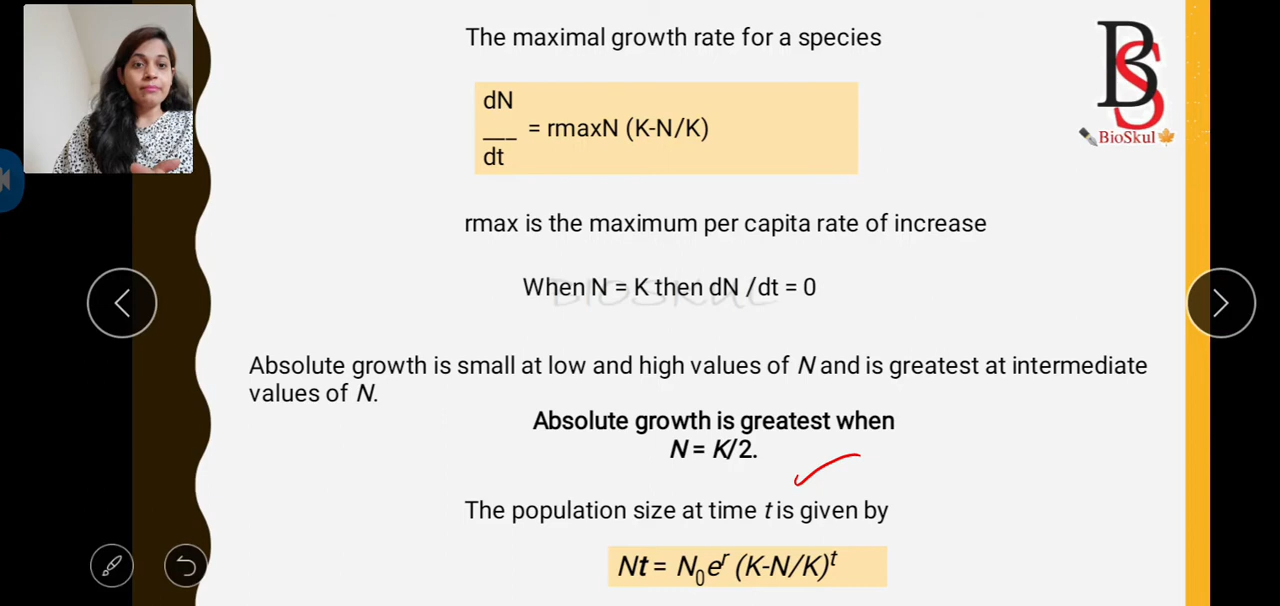 The maximal growth rate for a species
dN
___ = rmaxN (K-N/K)
dt
rmax is the maximum per capita rate of increase
When N = K then dN /dt = 0
BIOSKUL
Absolute growth is small at low and high values of N and is greatest at intermediate
values of N.
Absolute growth is greatest when
N = K/2.
The population size at time t is given by
Nt = N₀eʳ (K-N/K)ᵗ
BS
BioSkul